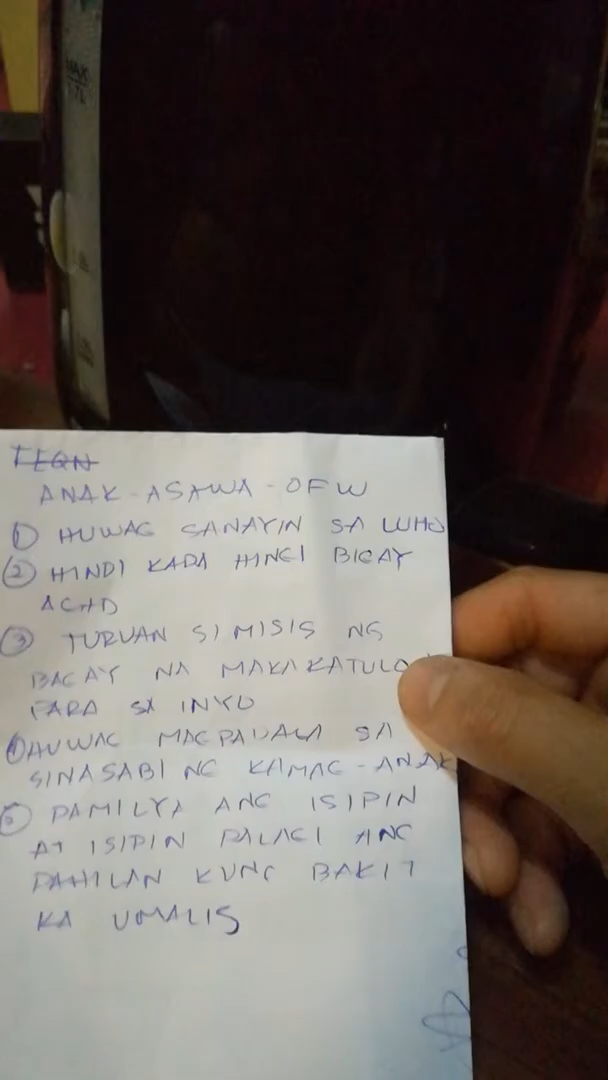 TEAN
ANAK - ASAWA - OFW
① HUWAG SANAYIN SA LUHO
② HINDI KADA HINGI BIGAY
AGAD
③ TURUAN SI MISIS NG
BAGAY NA MAKAKATULO
PARA SA INYO
④ HUWAG MAGPADALA SA
SINASABI NG KAMAG-ANAK
⑤ PAMILYA ANG ISIPIN
AT ISIPIN PALAGI ANG
DAHILAN KUNG BAKIT
KA UMALIS